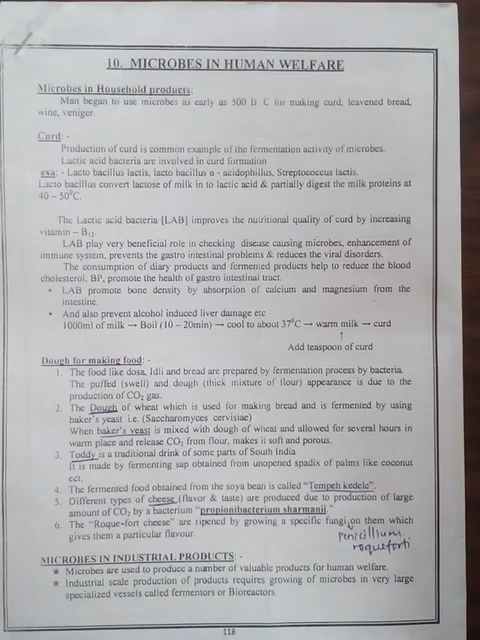 10. MICROBES IN HUMAN WELFARE
Microbes in Household products:
Man began to use microbes as early as 500 B. C for making curd, leavened bread,
wine, veniger.
Curd: -
Production of curd is common example of the fermentation activity of microbes.
Lactic acid bacteria are involved in curd formation
exa: - Lacto bacillus lactis, lacto bacillus α - acidophillus, Streptococcus lactis.
Lacto bacillus convert lactose of milk in to lactic acid & partially digest the milk proteins at
40 – 50°C.
The Lactic acid bacteria [LAB] improves the nutritional quality of curd by increasing
vitamin – B12.
LAB play very beneficial role in checking disease causing microbes, enhancement of
immune system, prevents the gastro intestinal problems & reduces the viral disorders.
The consumption of diary products and fermented products help to reduce the blood
cholesterol, BP, promote the health of gastro intestinal tract.
• LAB promote bone density by absorption of calcium and magnesium from the
intestine.
• And also prevent alcohol induced liver damage etc
1000ml of milk → Boil (10 – 20min) → cool to about 37°C → warm milk → curd
↑
Add teaspoon of curd
Dough for making food: -
1. The food like dosa, Idli and bread are prepared by fermentation process by bacteria.
The puffed (swell) and dough (thick mixture of flour) appearance is due to the
production of CO2 gas.
2. The Dough of wheat which is used for making bread and is fermented by using
baker's yeast i.e. (Saccharomyces cervisiae)
When baker's yeast is mixed with dough of wheat and allowed for several hours in
warm place and release CO2 from flour, makes it soft and porous.
3. Toddy is a traditional drink of some parts of South India
It is made by fermenting sap obtained from unopened spadix of palms like coconut
ect.
4. The fermented food obtained from the soya bean is called "Tempeh kedele".
5. Different types of cheese (flavor & taste) are produced due to production of large
amount of CO2 by a bacterium "propionibacterium sharmanii."
6. The "Roque-fort cheese" are ripened by growing a specific fungi on them which
gives them a particular flavour.
penicillium
roqueforti
MICROBES IN INDUSTRIAL PRODUCTS: -
★ Microbes are used to produce a number of valuable products for human welfare.
★ Industrial scale production of products requires growing of microbes in very large
specialized vessels called fermentors or Bioreactors.
118